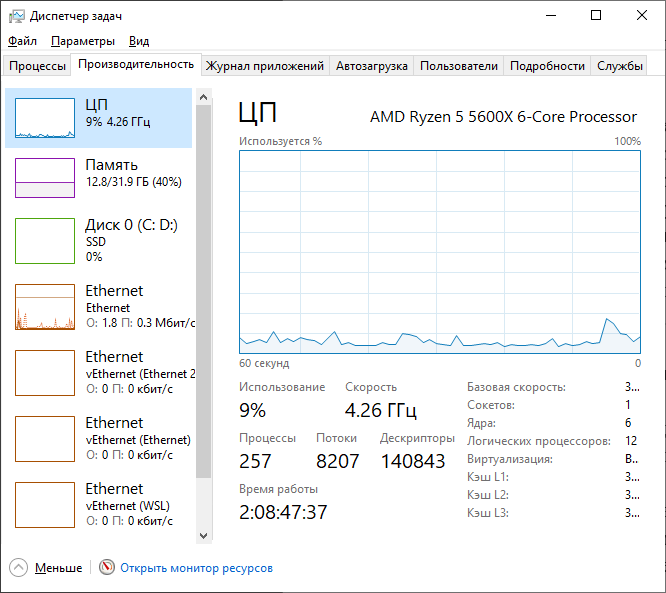 Диспетчер задач
Файл Параметры Вид
Процессы Производительность Журнал приложений Автозагрузка Пользователи Подробности Службы
ЦП
9% 4.26 ГГц
Память
12.8/31.9 ГБ (40%)
Диск 0 (C: D:)
SSD
0%
Ethernet
Ethernet
О: 1.8 П: 0.3 Мбит/с
Ethernet
vEthernet (Ethernet 2
О: 0 П: 0 кбит/с
Ethernet
vEthernet (Ethernet)
О: 0 П: 0 кбит/с
Ethernet
vEthernet (WSL)
О: 0 П: 0 кбит/с
ЦП AMD Ryzen 5 5600X 6-Core Processor
Используется % 100%
60 секунд 0
Использование Скорость
9% 4.26 ГГц
Процессы Потоки Дескрипторы
257 8207 140843
Время работы
2:08:47:37
Базовая скорость: 3...
Сокетов: 1
Ядра: 6
Логических процессоров: 12
Виртуализация: В..
Кэш L1: 3...
Кэш L2: 3...
Кэш L3: 3...
Меньше Открыть монитор ресурсов